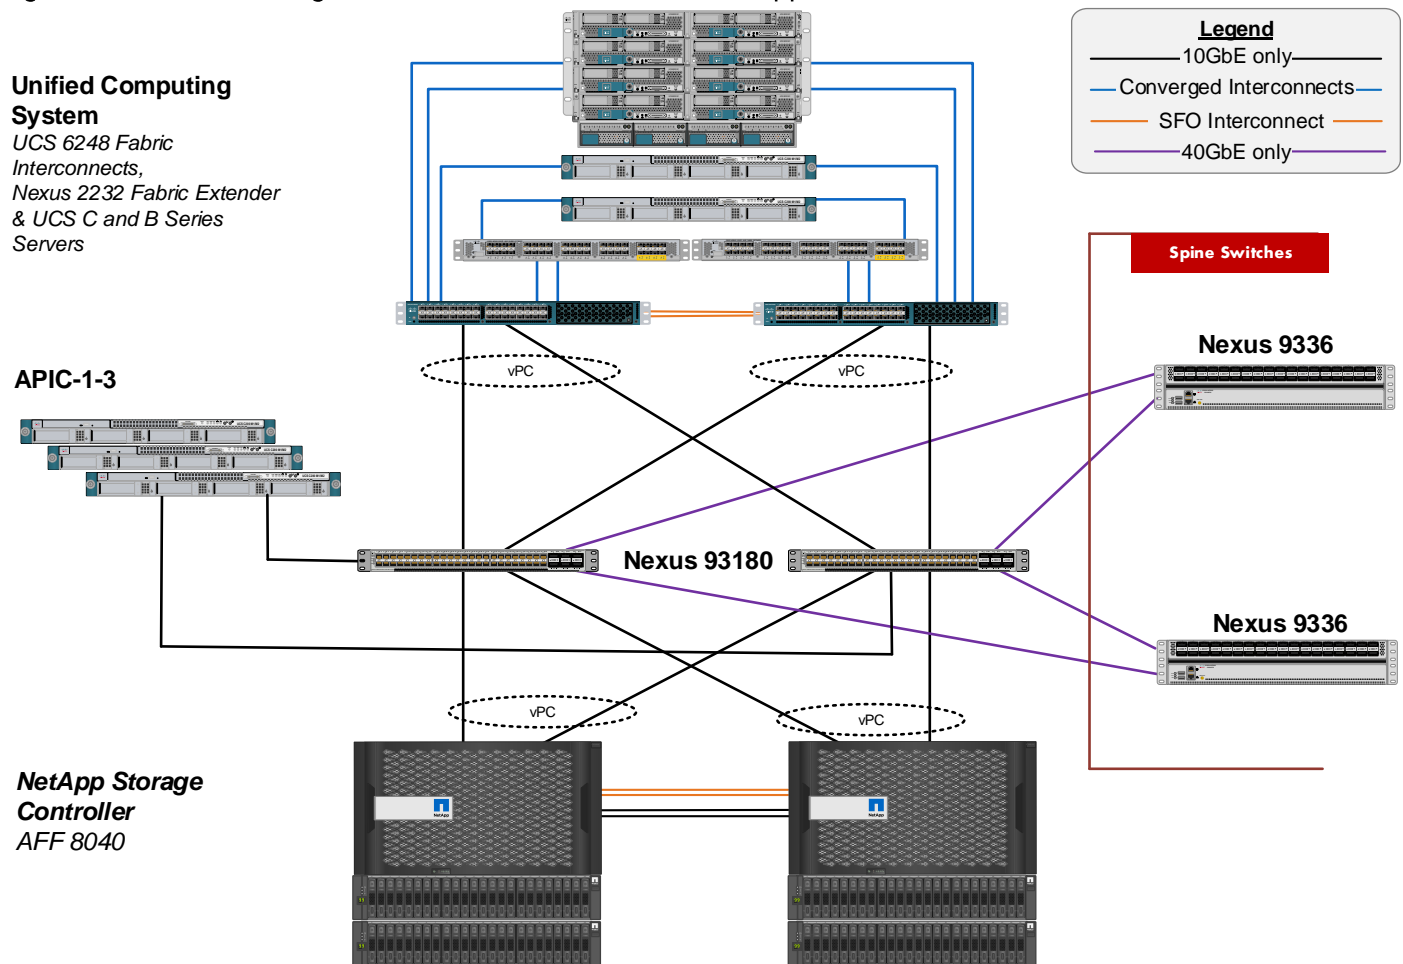 Legend
10GbE only
Converged Interconnects
SFO Interconnect
40GbE only
Unified Computing
System
UCS 6248 Fabric
Interconnects,
Nexus 2232 Fabric Extender
& UCS C and B Series
Servers
Spine Switches
Nexus 9336
vPC
vPC
APIC-1-3
Nexus 93180
Nexus 9336
vPC
vPC
NetApp Storage
Controller
AFF 8040
NetApp
NetApp